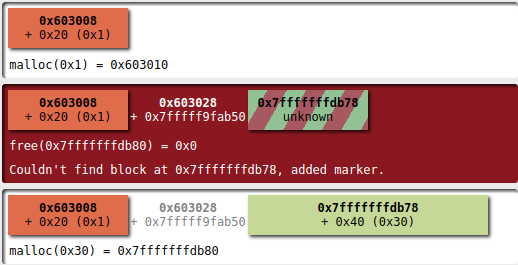 0x603008
+ 0x20 (0x1)
malloc(0x1) = 0x603010
0x603008 0x603028 0x7fffffffdb78
+ 0x20 (0x1) + 0x7fffff9fab50 unknown
free(0x7fffffffdb80) = 0x0
Couldn't find block at 0x7fffffffdb78, added marker.
0x603008 0x603028 0x7fffffffdb78
+ 0x20 (0x1) + 0x7fffff9fab50 + 0x40 (0x30)
malloc(0x30) = 0x7fffffffdb80